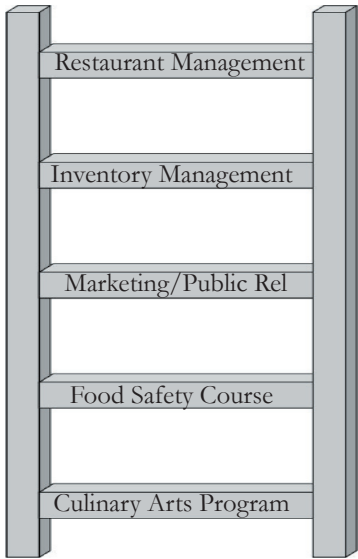 Restaurant Management
Inventory Management
Marketing/Public Rel
Food Safety Course
Culinary Arts Program